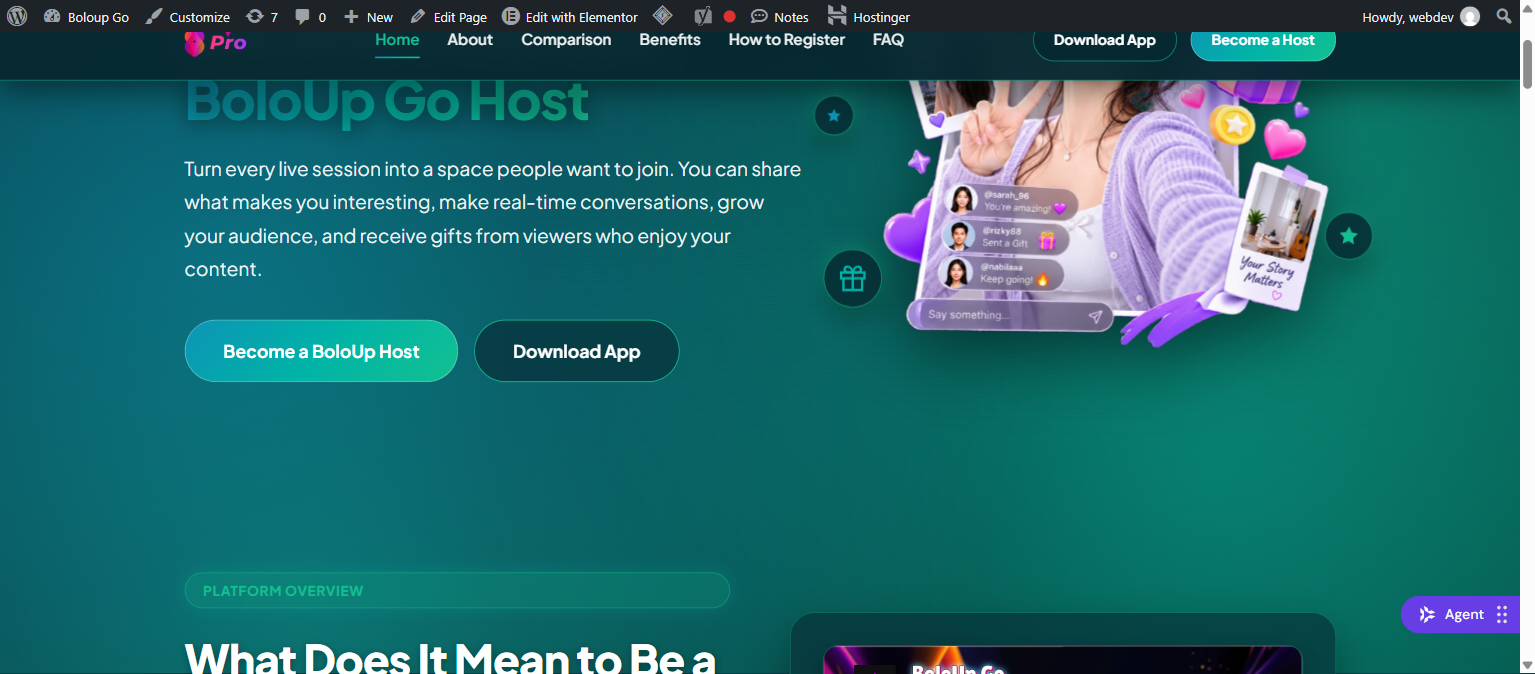 Boloup Go
Customize
7
0
New
Edit Page
Edit with Elementor
Notes
Hostinger
Howdy, webdev
Pro
Home
About
Comparison
Benefits
How to Register
FAQ
Download App
Become a Host
BoloUp Go Host
Turn every live session into a space people want to join. You can share
what makes you interesting, make real-time conversations, grow
your audience, and receive gifts from viewers who enjoy your
content.
Become a BoloUp Host
Download App
@sarah_96
You're amazing! 💜
@rizky88
Sent a Gift 🎁
@nabilaaa
Keep going! 🔥
Say something...
Your Story
Matters
PLATFORM OVERVIEW
What Does It Mean to Be a
BoloUp Go
Agent